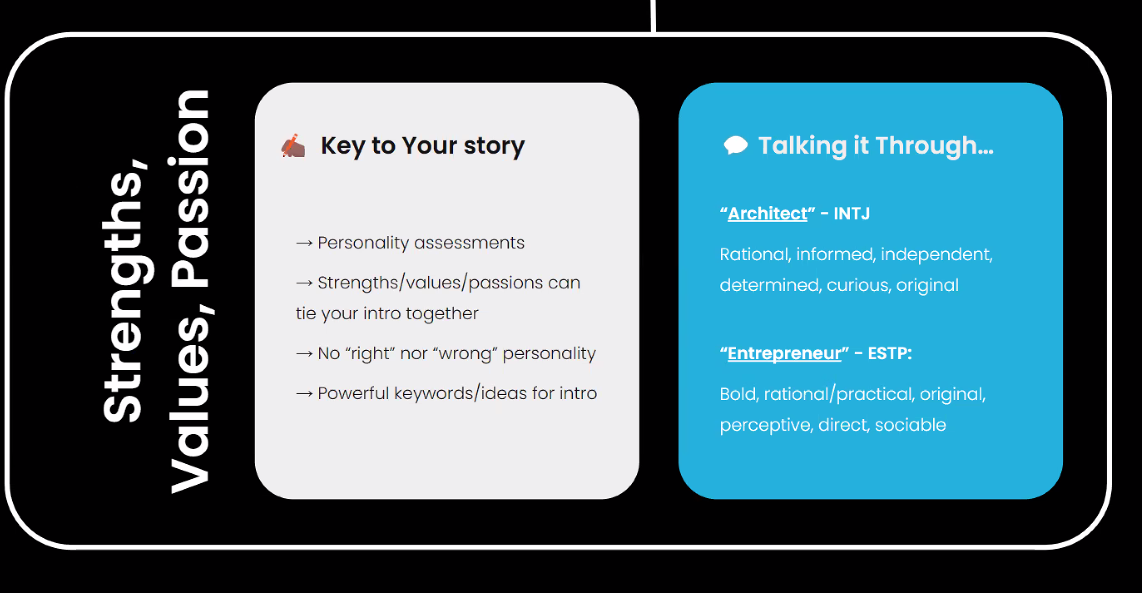 Strengths,
Values, Passion
Key to Your story
→ Personality assessments
→ Strengths/values/passions can
tie your intro together
→ No “right” nor “wrong” personality
→ Powerful keywords/ideas for intro
Talking it Through...
“Architect” - INTJ
Rational, informed, independent,
determined, curious, original
“Entrepreneur” - ESTP:
Bold, rational/practical, original,
perceptive, direct, sociable